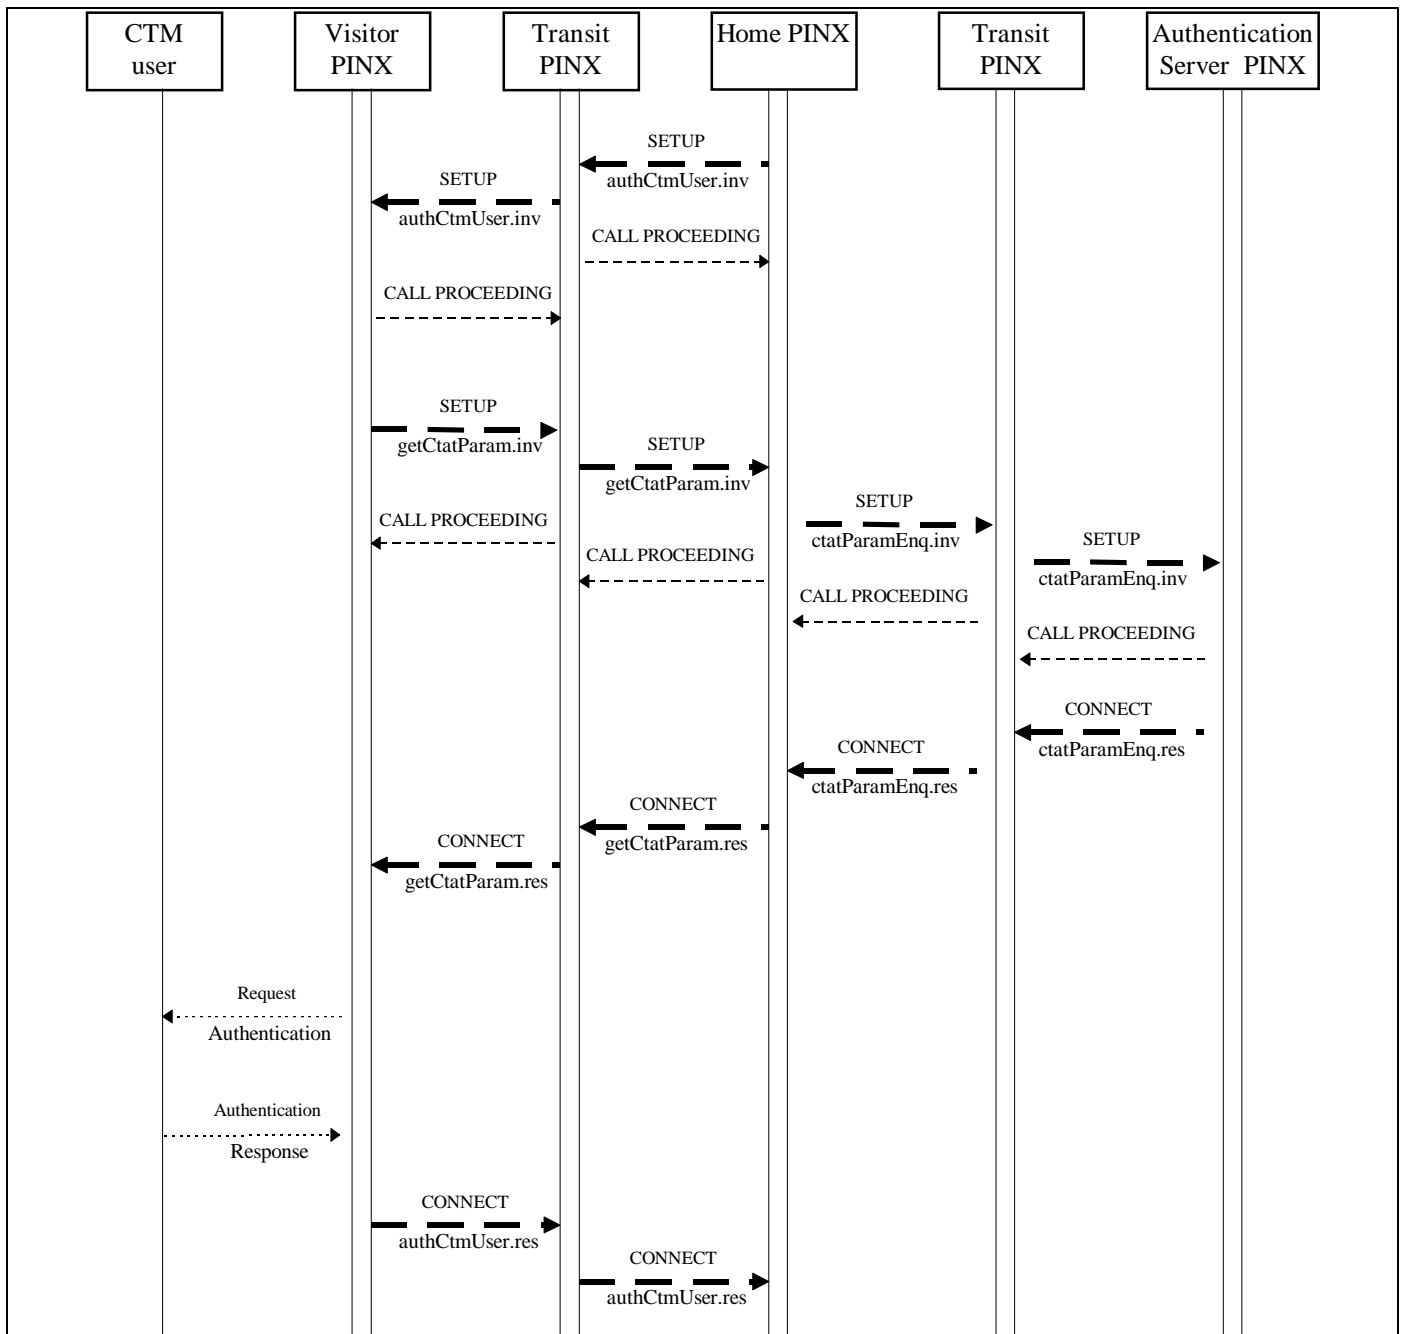 CTM
user
Visitor
PINX
Transit
PINX
Home PINX
Transit
PINX
Authentication
Server PINX
SETUP
authCtmUser.inv
SETUP
authCtmUser.inv
CALL PROCEEDING
CALL PROCEEDING
SETUP
getCtatParam.inv
SETUP
getCtatParam.inv
SETUP
ctatParamEnq.inv
CALL PROCEEDING
SETUP
ctatParamEnq.inv
CALL PROCEEDING
CALL PROCEEDING
CALL PROCEEDING
CONNECT
ctatParamEnq.res
CONNECT
ctatParamEnq.res
CONNECT
getCtatParam.res
CONNECT
getCtatParam.res
Request
Authentication
Authentication
Response
CONNECT
authCtmUser.res
CONNECT
authCtmUser.res